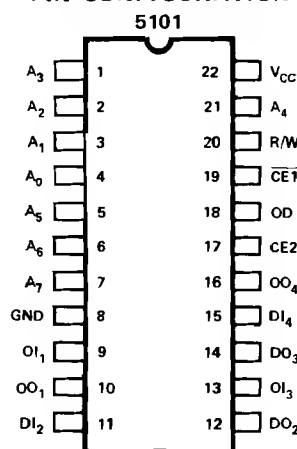 5101
A₃ 1 22 V_CC
A₂ 2 21 A₄
A₁ 3 20 R/W
A₀ 4 19 C̅E̅1̅
A₅ 5 18 OD
A₆ 6 17 CE2
A₇ 7 16 OO₄
GND 8 15 DI₄
OI₁ 9 14 DO₃
OO₁ 10 13 OI₃
DI₂ 11 12 DO₂